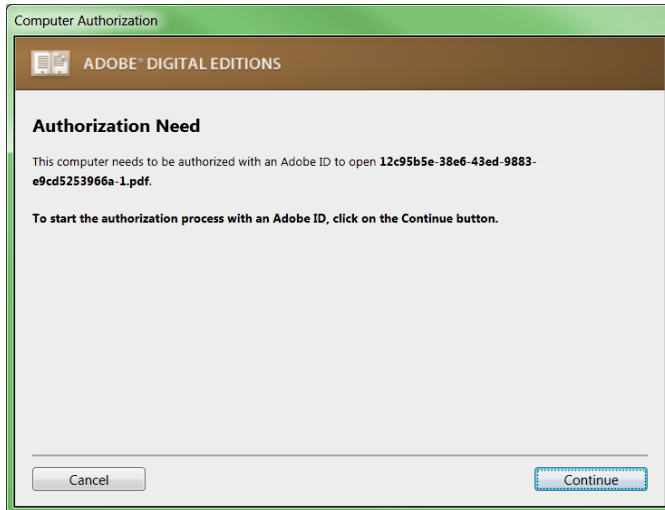 Computer Authorization
ADOBE® DIGITAL EDITIONS
Authorization Need
This computer needs to be authorized with an Adobe ID to open 12c95b5e-38e6-43ed-9883-
e9cd5253966a-1.pdf.
To start the authorization process with an Adobe ID, click on the Continue button.
Cancel Continue